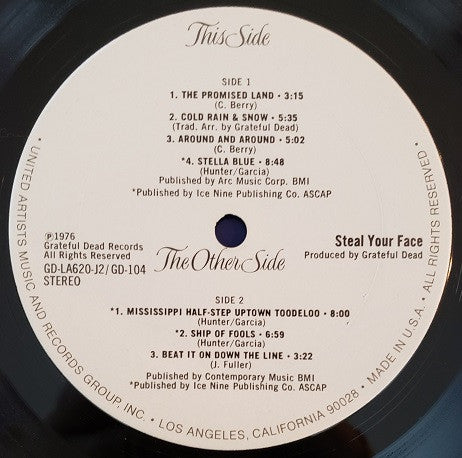 This Side
SIDE 1
1. THE PROMISED LAND • 3:15
(C. Berry)
2. COLD RAIN & SNOW • 5:35
(Trad. Arr. by Grateful Dead)
3. AROUND AND AROUND • 5:02
(C. Berry)
*4. STELLA BLUE • 8:48
(Hunter/Garcia)
Published by Arc Music Corp. BMI
*Published by Ice Nine Publishing Co. ASCAP
℗1976
Grateful Dead Records
All Rights Reserved
GD-LA620-J2/GD-104
STEREO
The Other Side
Steal Your Face
Produced by Grateful Dead
SIDE 2
*1. MISSISSIPPI HALF-STEP UPTOWN TOODELOO • 8:00
(Hunter/Garcia)
*2. SHIP OF FOOLS • 6:59
(Hunter/Garcia)
3. BEAT IT ON DOWN THE LINE • 3:22
(J. Fuller)
Published by Contemporary Music BMI
*Published by Ice Nine Publishing Co. ASCAP
• UNITED ARTISTS MUSIC AND RECORDS GROUP, INC. • LOS ANGELES, CALIFORNIA 90028 • MADE IN U.S.A. • ALL RIGHTS RESERVED.